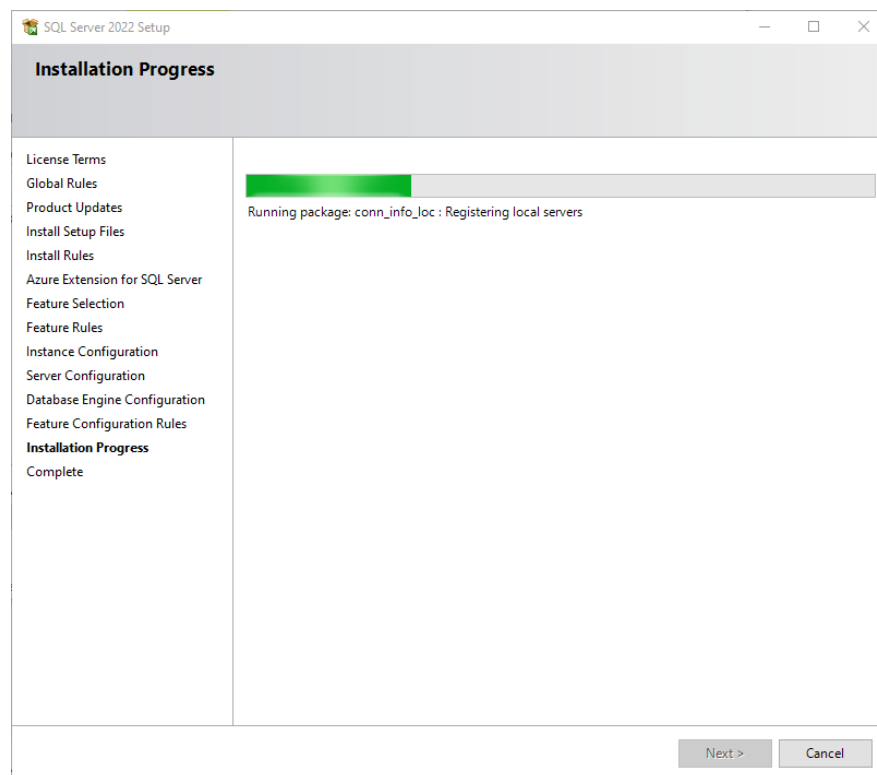 SQL Server 2022 Setup
Installation Progress
License Terms
Global Rules
Product Updates
Install Setup Files
Install Rules
Azure Extension for SQL Server
Feature Selection
Feature Rules
Instance Configuration
Server Configuration
Database Engine Configuration
Feature Configuration Rules
Installation Progress
Complete
Running package: conn_info_loc : Registering local servers
Next >
Cancel